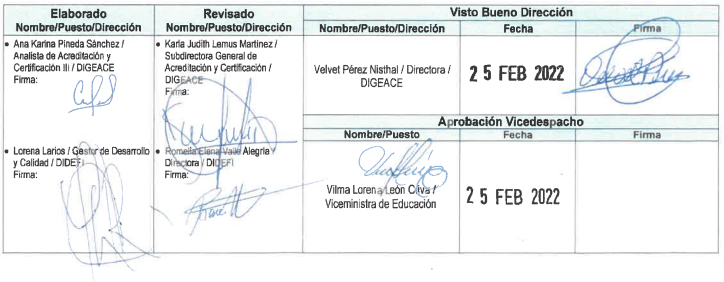 Elaborado
Nombre/Puesto/Dirección
• Ana Karina Pineda Sánchez /
Analista de Acreditación y
Certificación III / DIGEACE
Firma:
• Lorena Larios / Gestor de Desarrollo
y Calidad / DIDEFI
Firma:
Revisado
Nombre/Puesto/Dirección
• Karla Judith Lemus Martínez /
Subdirectora General de
Acreditación y Certificación /
DIGEACE
Firma:
• Romelia Elena Valle Alegría /
Directora / DIDEFI
Firma:
Visto Bueno Dirección
Nombre/Puesto/Dirección
Fecha
Firma
Velvet Pérez Nisthal / Directora /
DIGEACE
25 FEB 2022
Aprobación Vicedespacho
Nombre/Puesto
Fecha
Firma
Vilma Lorena León Oliva /
Viceministra de Educación
25 FEB 2022